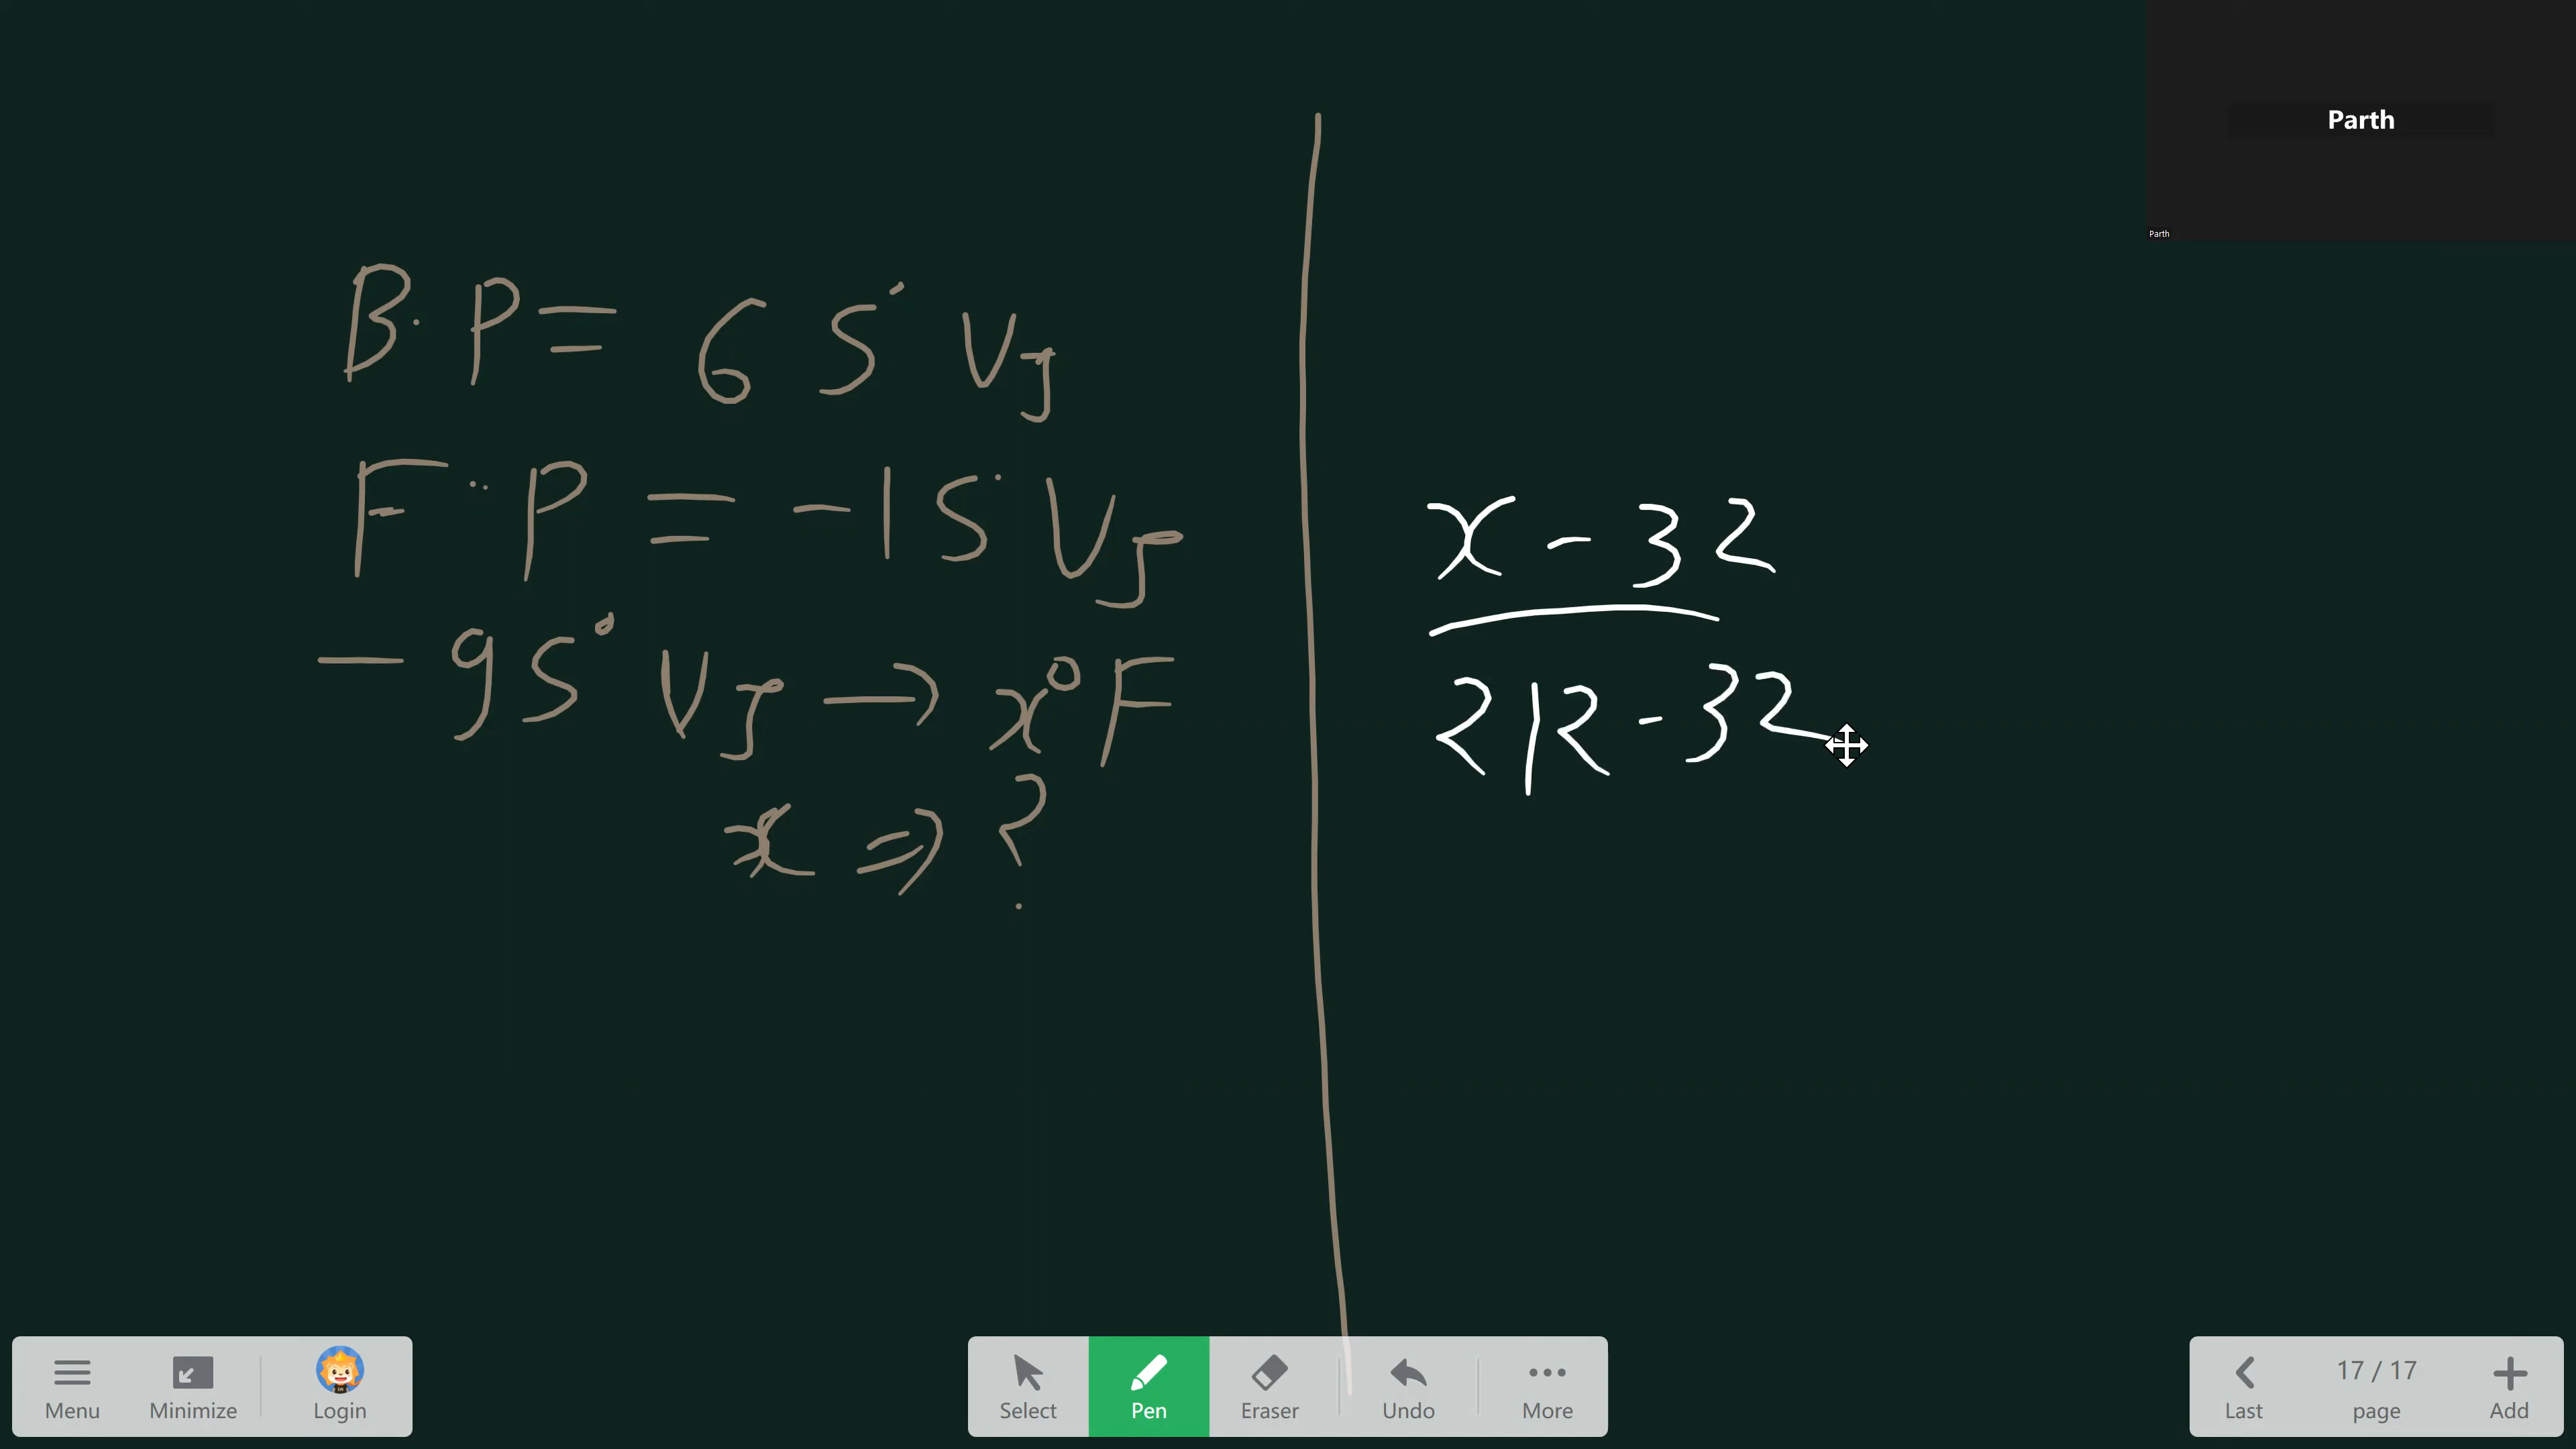 Parth
Parth
B.P = 65° VJ
F.P = -15° VJ
-95° VJ → x°F
x ⇒ ?
x - 32
212 - 32
Menu
Minimize
Login
Select
Pen
Eraser
Undo
More
Last
17 / 17
page
Add